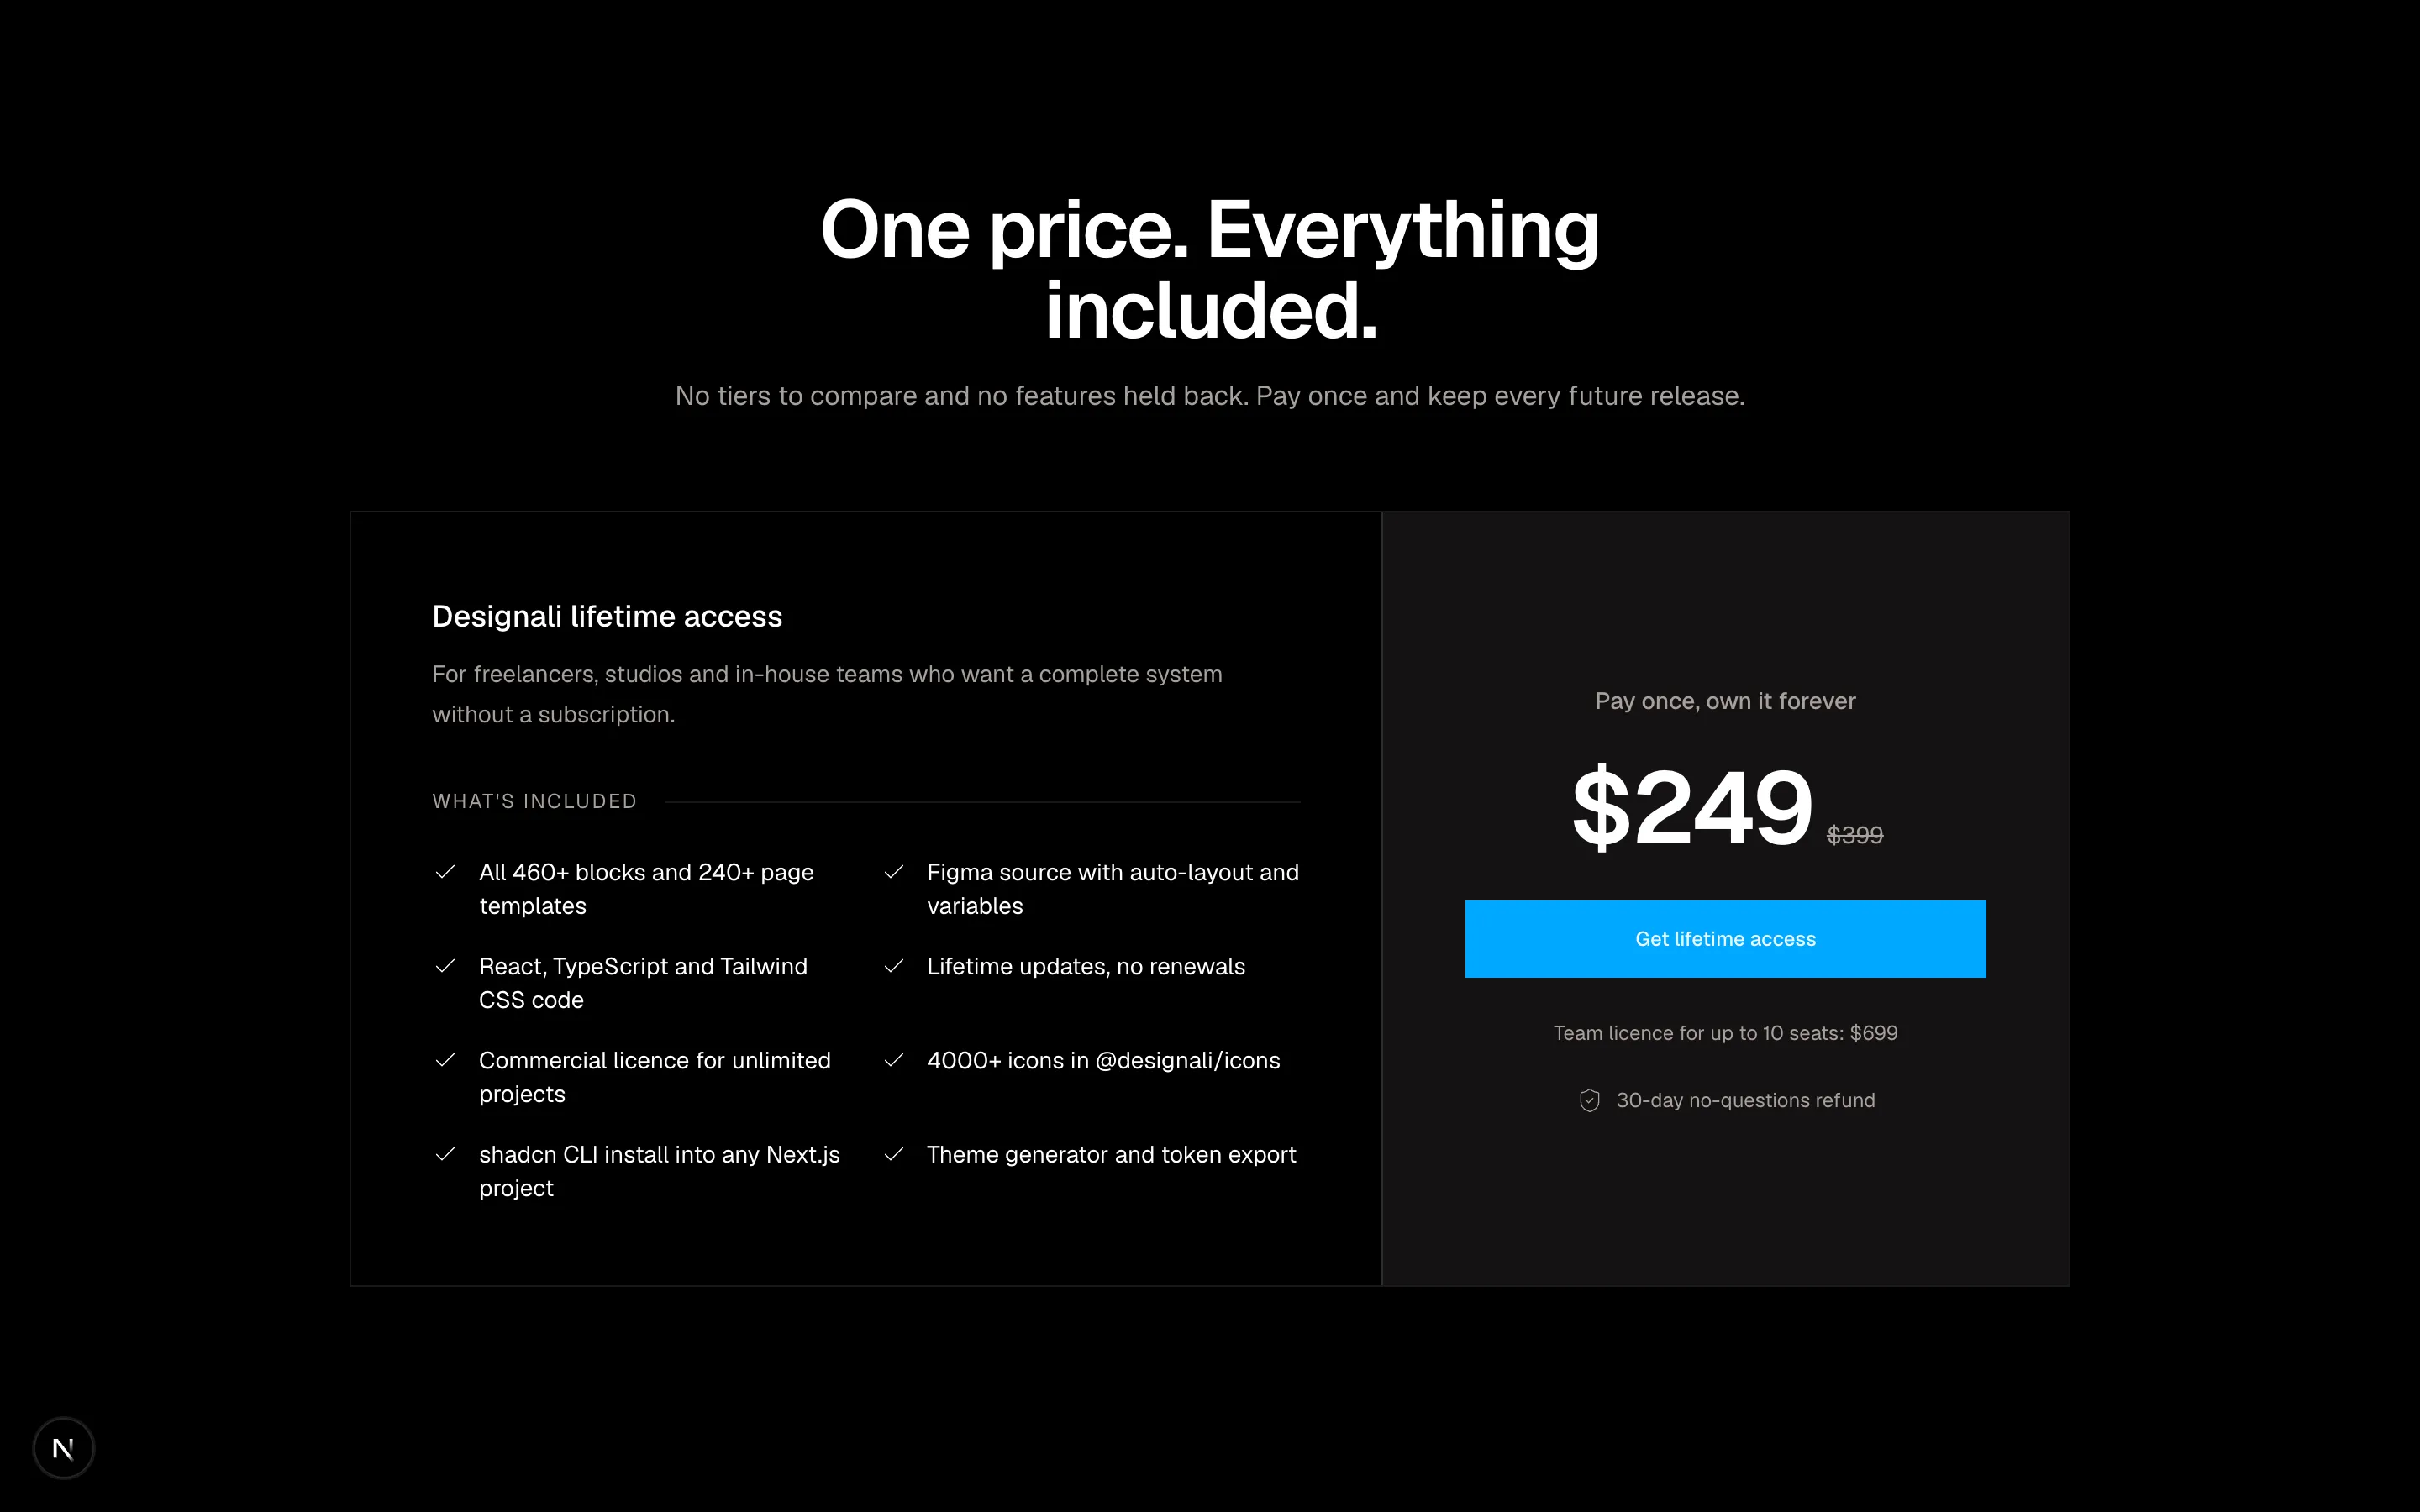 One price. Everything
included.
No tiers to compare and no features held back. Pay once and keep every future release.
Designali lifetime access
For freelancers, studios and in-house teams who want a complete system
without a subscription.
WHAT'S INCLUDED
All 460+ blocks and 240+ page
templates
Figma source with auto-layout and
variables
React, TypeScript and Tailwind
CSS code
Lifetime updates, no renewals
Commercial licence for unlimited
projects
4000+ icons in @designali/icons
shadcn CLI install into any Next.js
project
Theme generator and token export
Pay once, own it forever
$249 $399
Get lifetime access
Team licence for up to 10 seats: $699
30-day no-questions refund
N